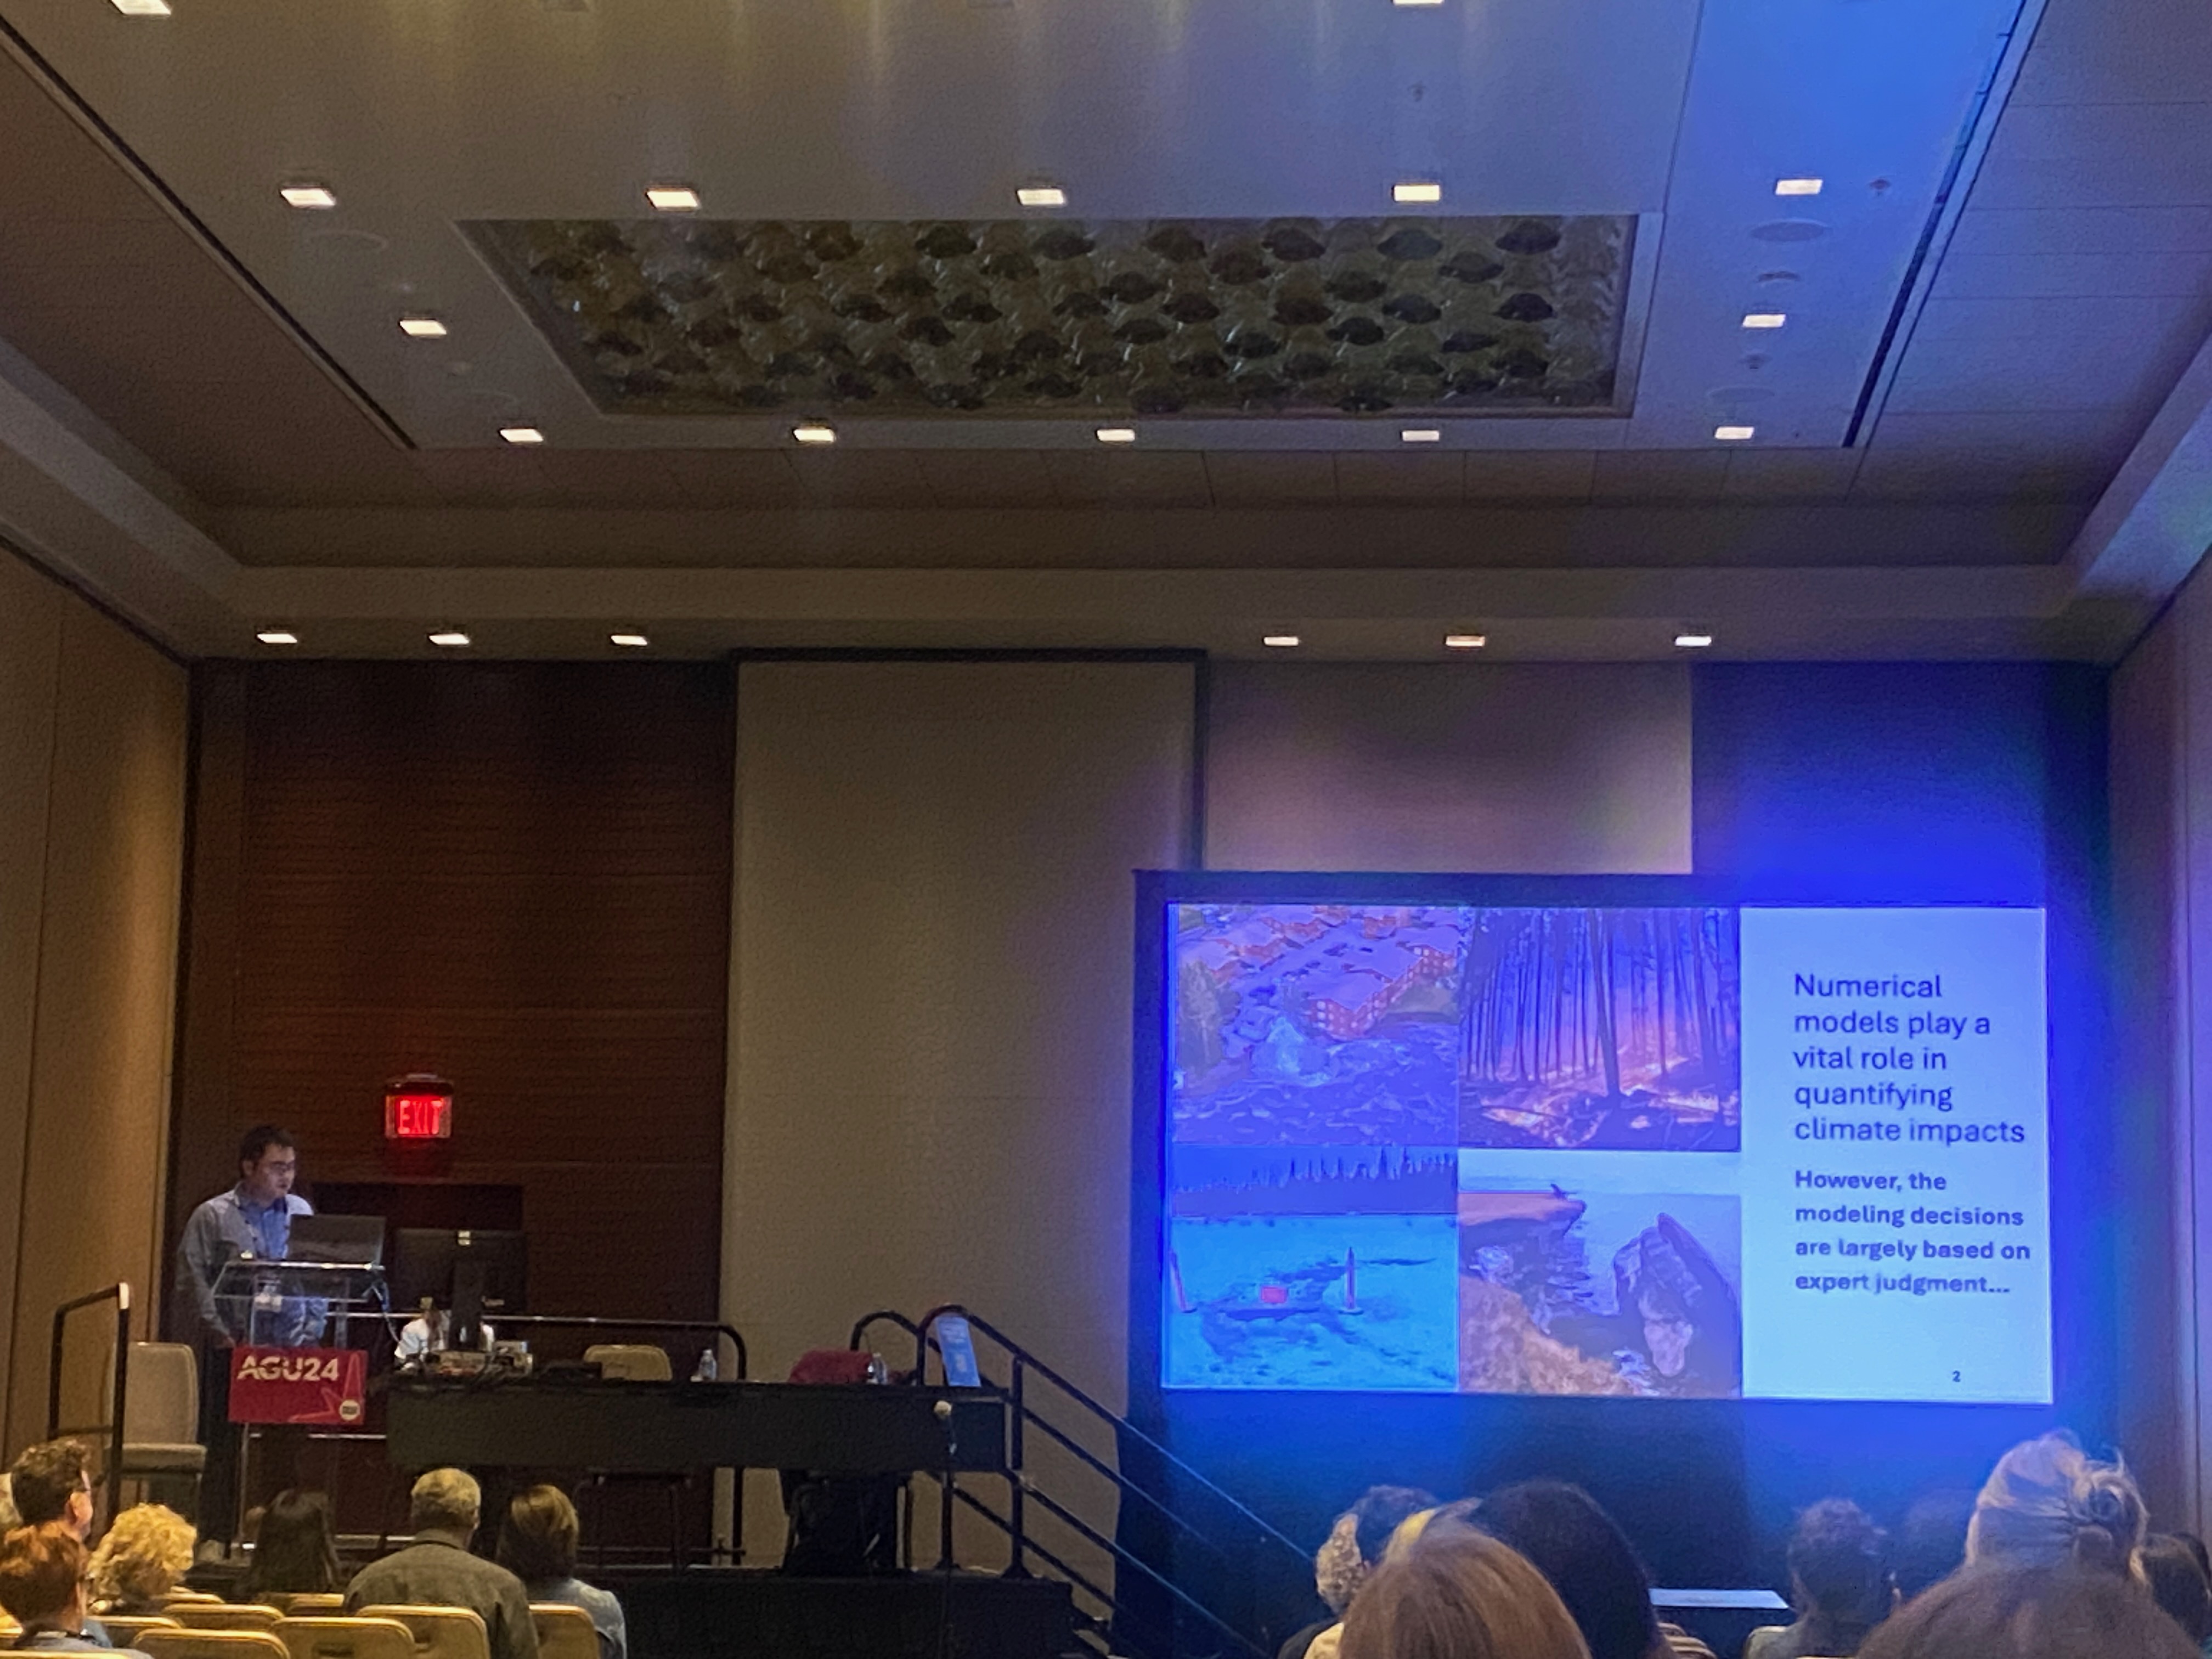 EXIT
AGU24
Numerical
models play a
vital role in
quantifying
climate impacts
However, the
modeling decisions
are largely based on
expert judgment...
2